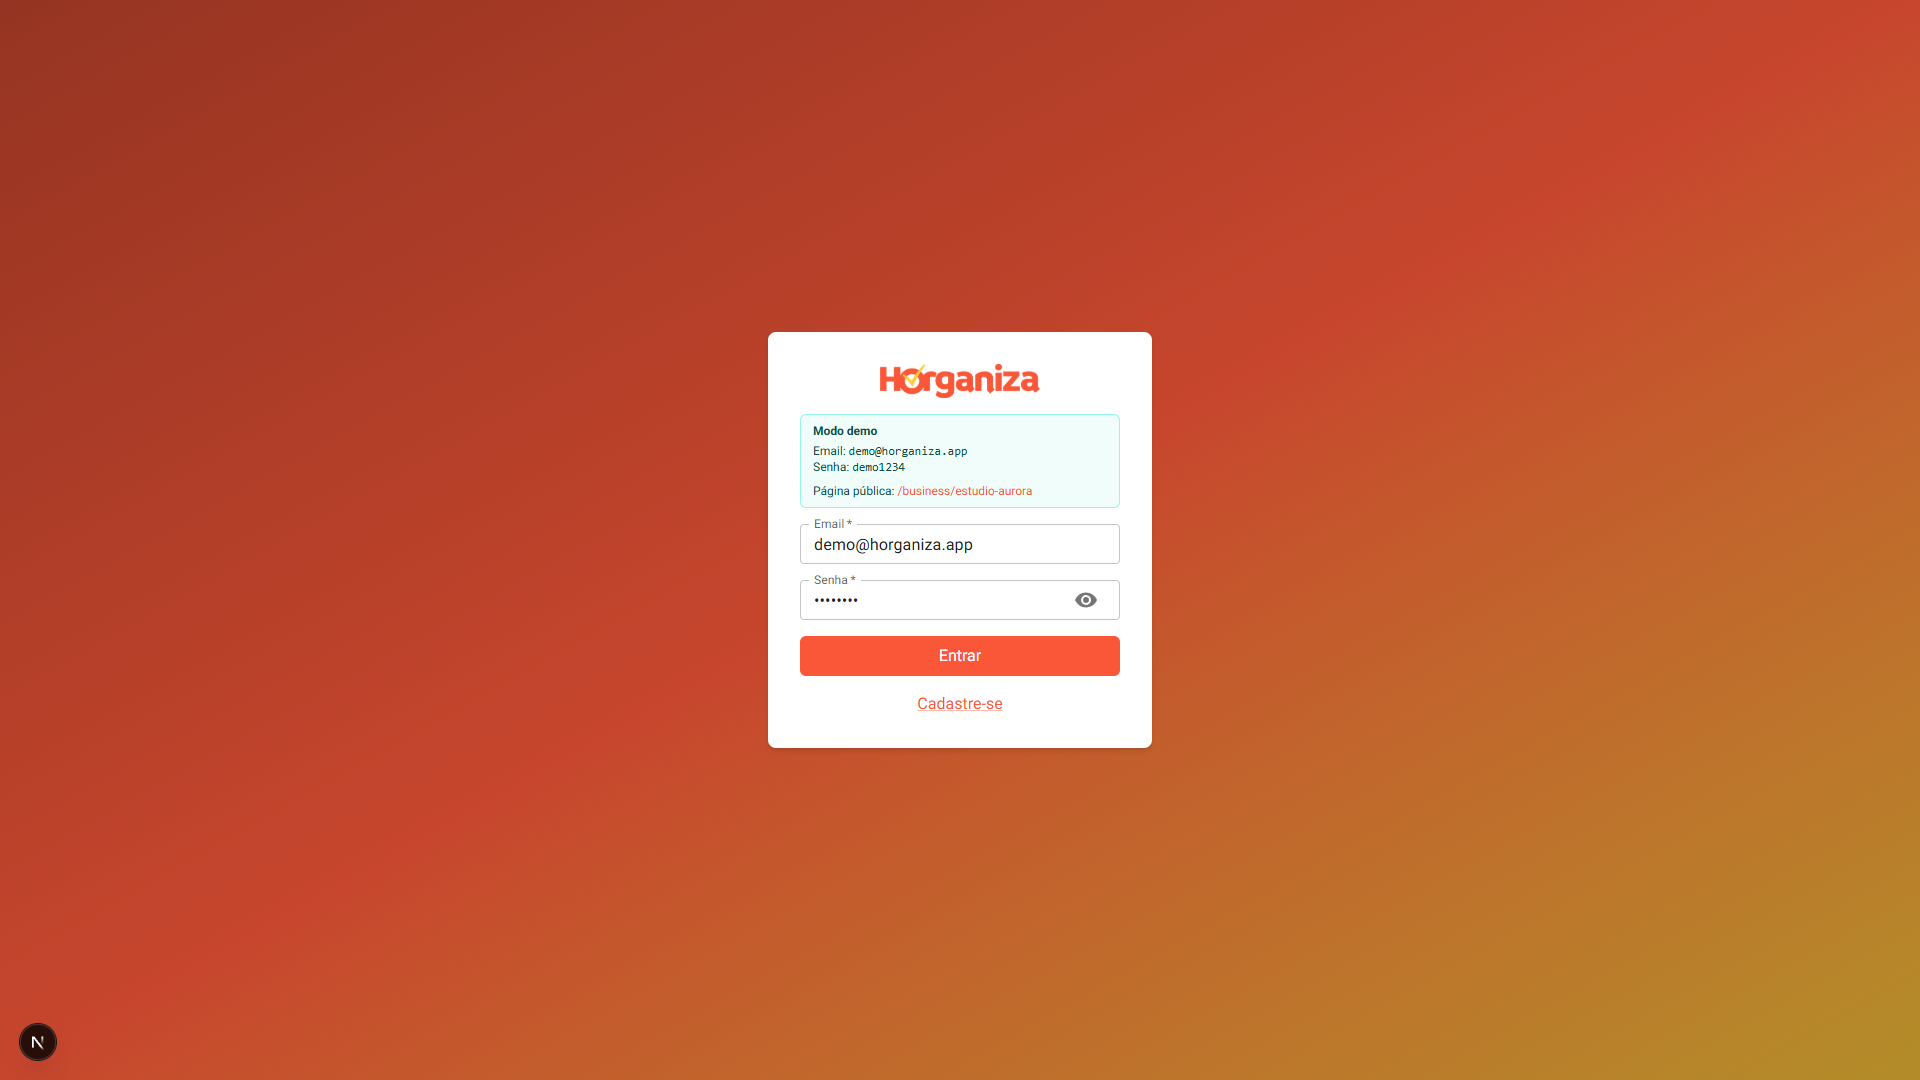 Horganiza
Modo demo
Email: demo@horganiza.app
Senha: demo1234
Página pública: /business/estudio-aurora
Email *
demo@horganiza.app
Senha *
••••••••
Entrar
Cadastre-se
N